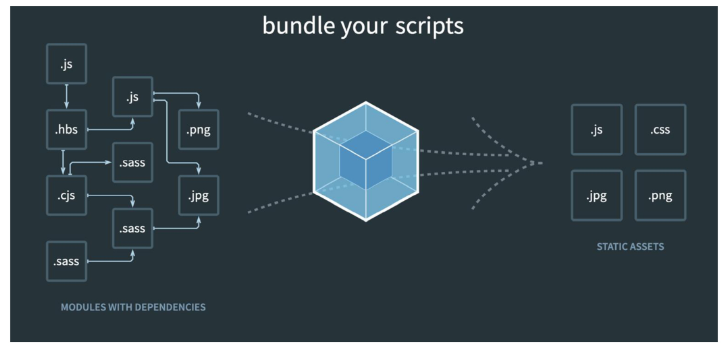 bundle your scripts
.js
.js
.hbs
.png
.sass
.cjs
.jpg
.sass
.sass
MODULES WITH DEPENDENCIES
.js
.css
.jpg
.png
STATIC ASSETS